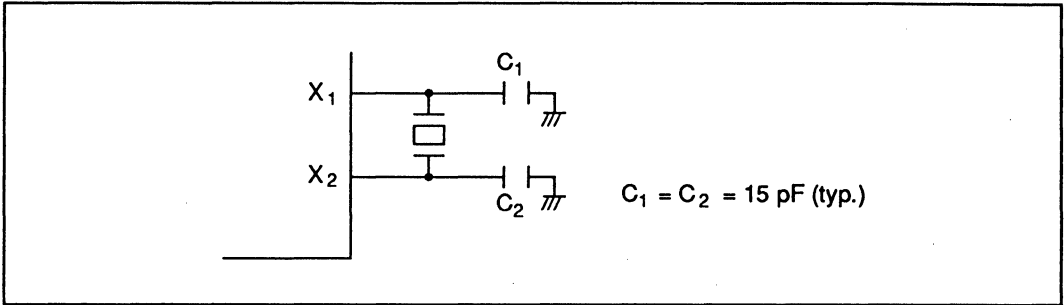 C₁
X₁
X₂
C₂
C₁ = C₂ = 15 pF (typ.)